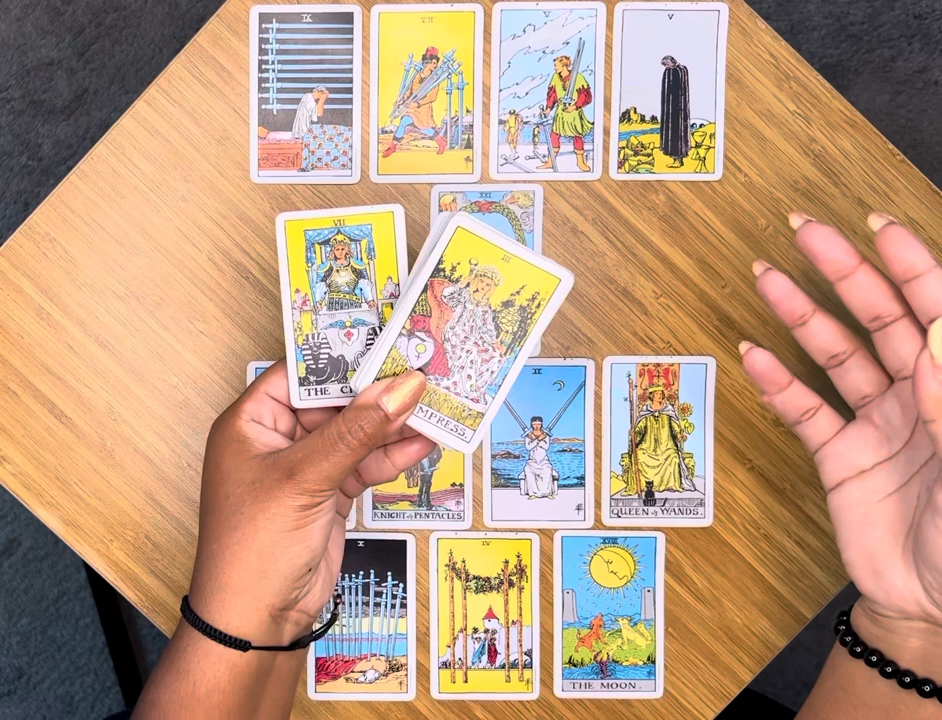 IX
VII
V
V
XXI
VII
III
THE
MPRESS.
II
KNIGHT of PENTACLES
QUEEN of WANDS.
X
IV
XVIII
THE MOON.